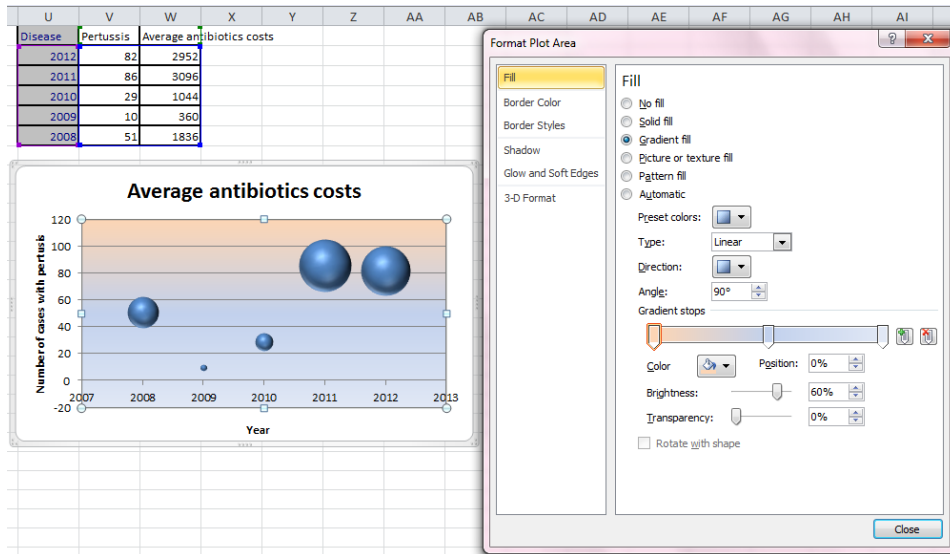 U V W X Y Z AA AB AC AD AE AF AG AH AI
Disease Pertussis Average antibiotics costs
2012 82 2952
2011 86 3096
2010 29 1044
2009 10 360
2008 51 1836
Average antibiotics costs
Number of cases with pertusis
120
100
80
60
40
20
0
-20
2007 2008 2009 2010 2011 2012 2013
Year
Format Plot Area
Fill
Border Color
Border Styles
Shadow
Glow and Soft Edges
3-D Format
Fill
No fill
Solid fill
Gradient fill
Picture or texture fill
Pattern fill
Automatic
Preset colors:
Type: Linear
Direction:
Angle: 90°
Gradient stops
Color Position: 0%
Brightness: 60%
Transparency: 0%
Rotate with shape
Close